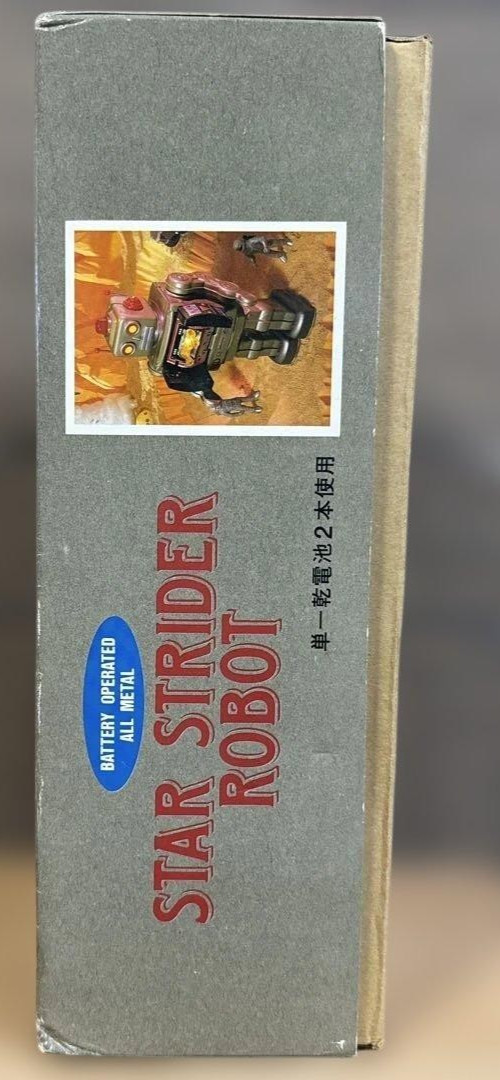 BATTERY OPERATED
ALL METAL
STAR STRIDER
ROBOT
単一乾電池2本使用